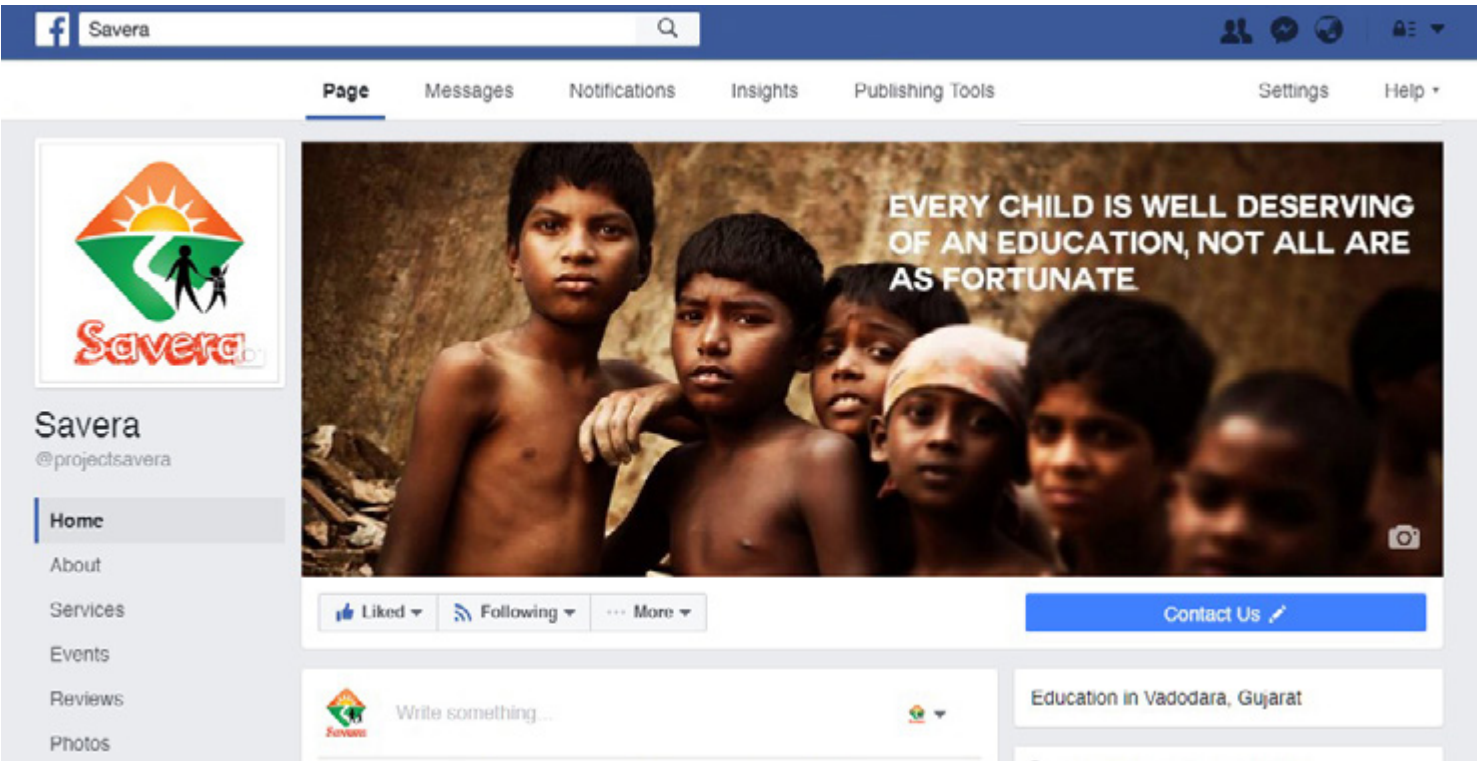 Savera
Page Messages Notifications Insights Publishing Tools Settings Help
Savera
EVERY CHILD IS WELL DESERVING
OF AN EDUCATION, NOT ALL ARE
AS FORTUNATE
Savera
@projectsavera
Home
About
Services
Events
Reviews
Photos
Liked Following More Contact Us
Savera
Write something...
Education in Vadodara, Gujarat